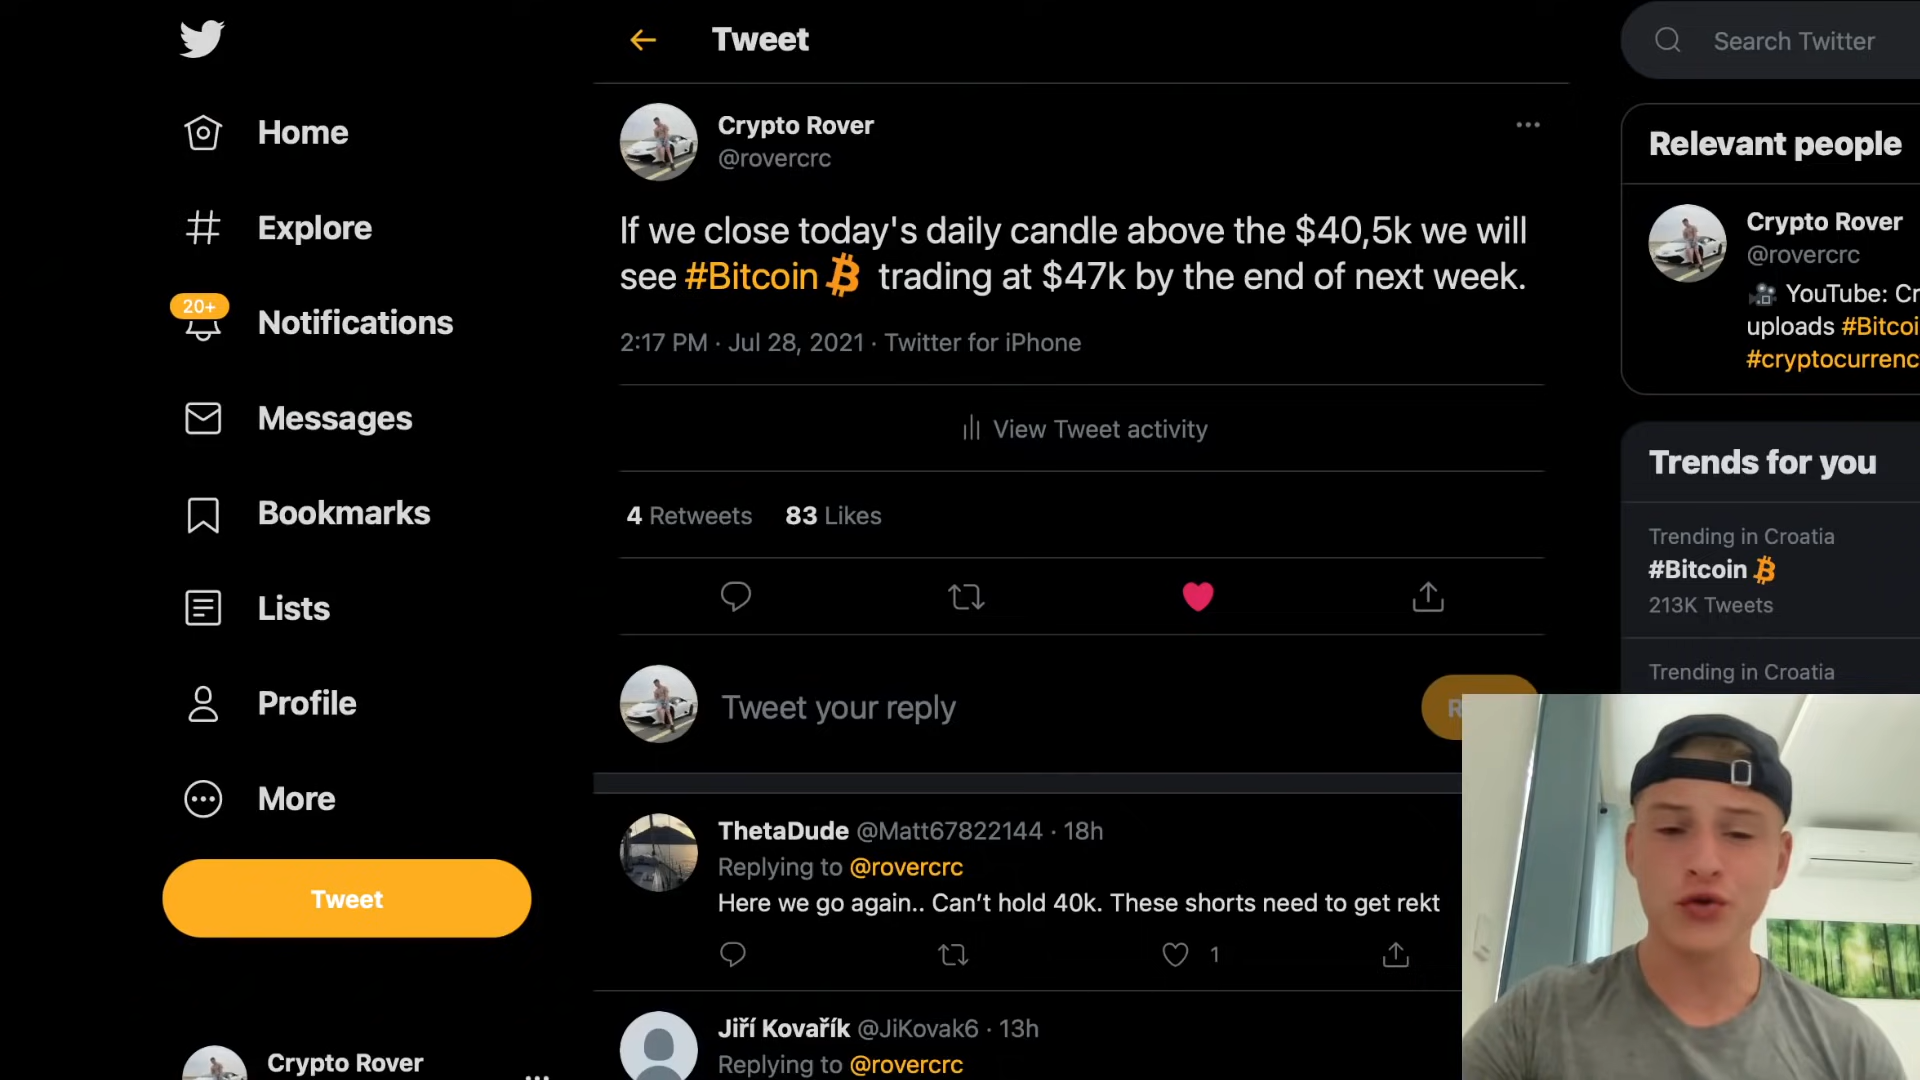 Home
Explore
20+
Notifications
Messages
Bookmarks
Lists
Profile
More
Tweet
Crypto Rover
Tweet
Crypto Rover
@rovercrc
If we close today's daily candle above the $40,5k we will
see #Bitcoin trading at $47k by the end of next week.
2:17 PM · Jul 28, 2021 · Twitter for iPhone
View Tweet activity
4 Retweets 83 Likes
Tweet your reply
ThetaDude @Matt67822144 · 18h
Replying to @rovercrc
Here we go again.. Can’t hold 40k. These shorts need to get rekt
1
Jiří Kovařík @JiKovak6 · 13h
Replying to @rovercrc
Search Twitter
Relevant people
Crypto Rover
@rovercrc
YouTube: Cr
uploads #Bitcoi
#cryptocurrenc
Trends for you
Trending in Croatia
#Bitcoin
213K Tweets
Trending in Croatia